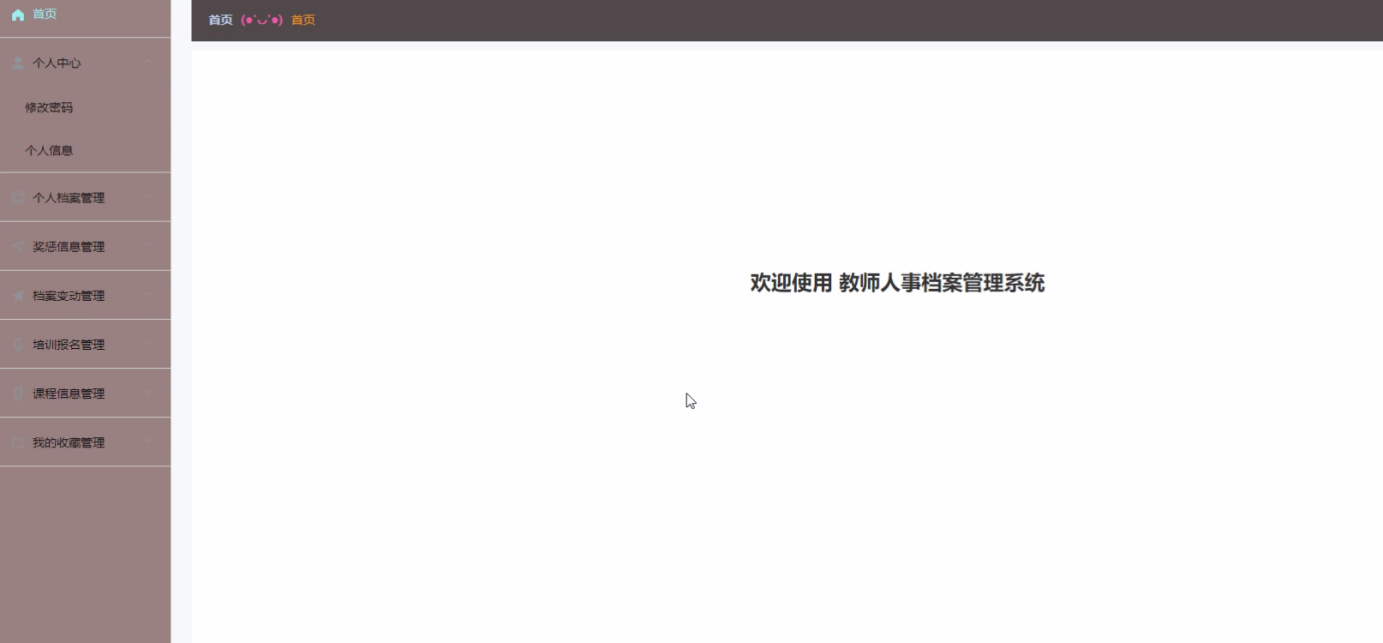 首页
个人中心
修改密码
个人信息
个人档案管理
奖惩信息管理
档案变动管理
培训报名管理
课程信息管理
我的收藏管理
首页 (●'◡'●) 首页
欢迎使用 教师人事档案管理系统